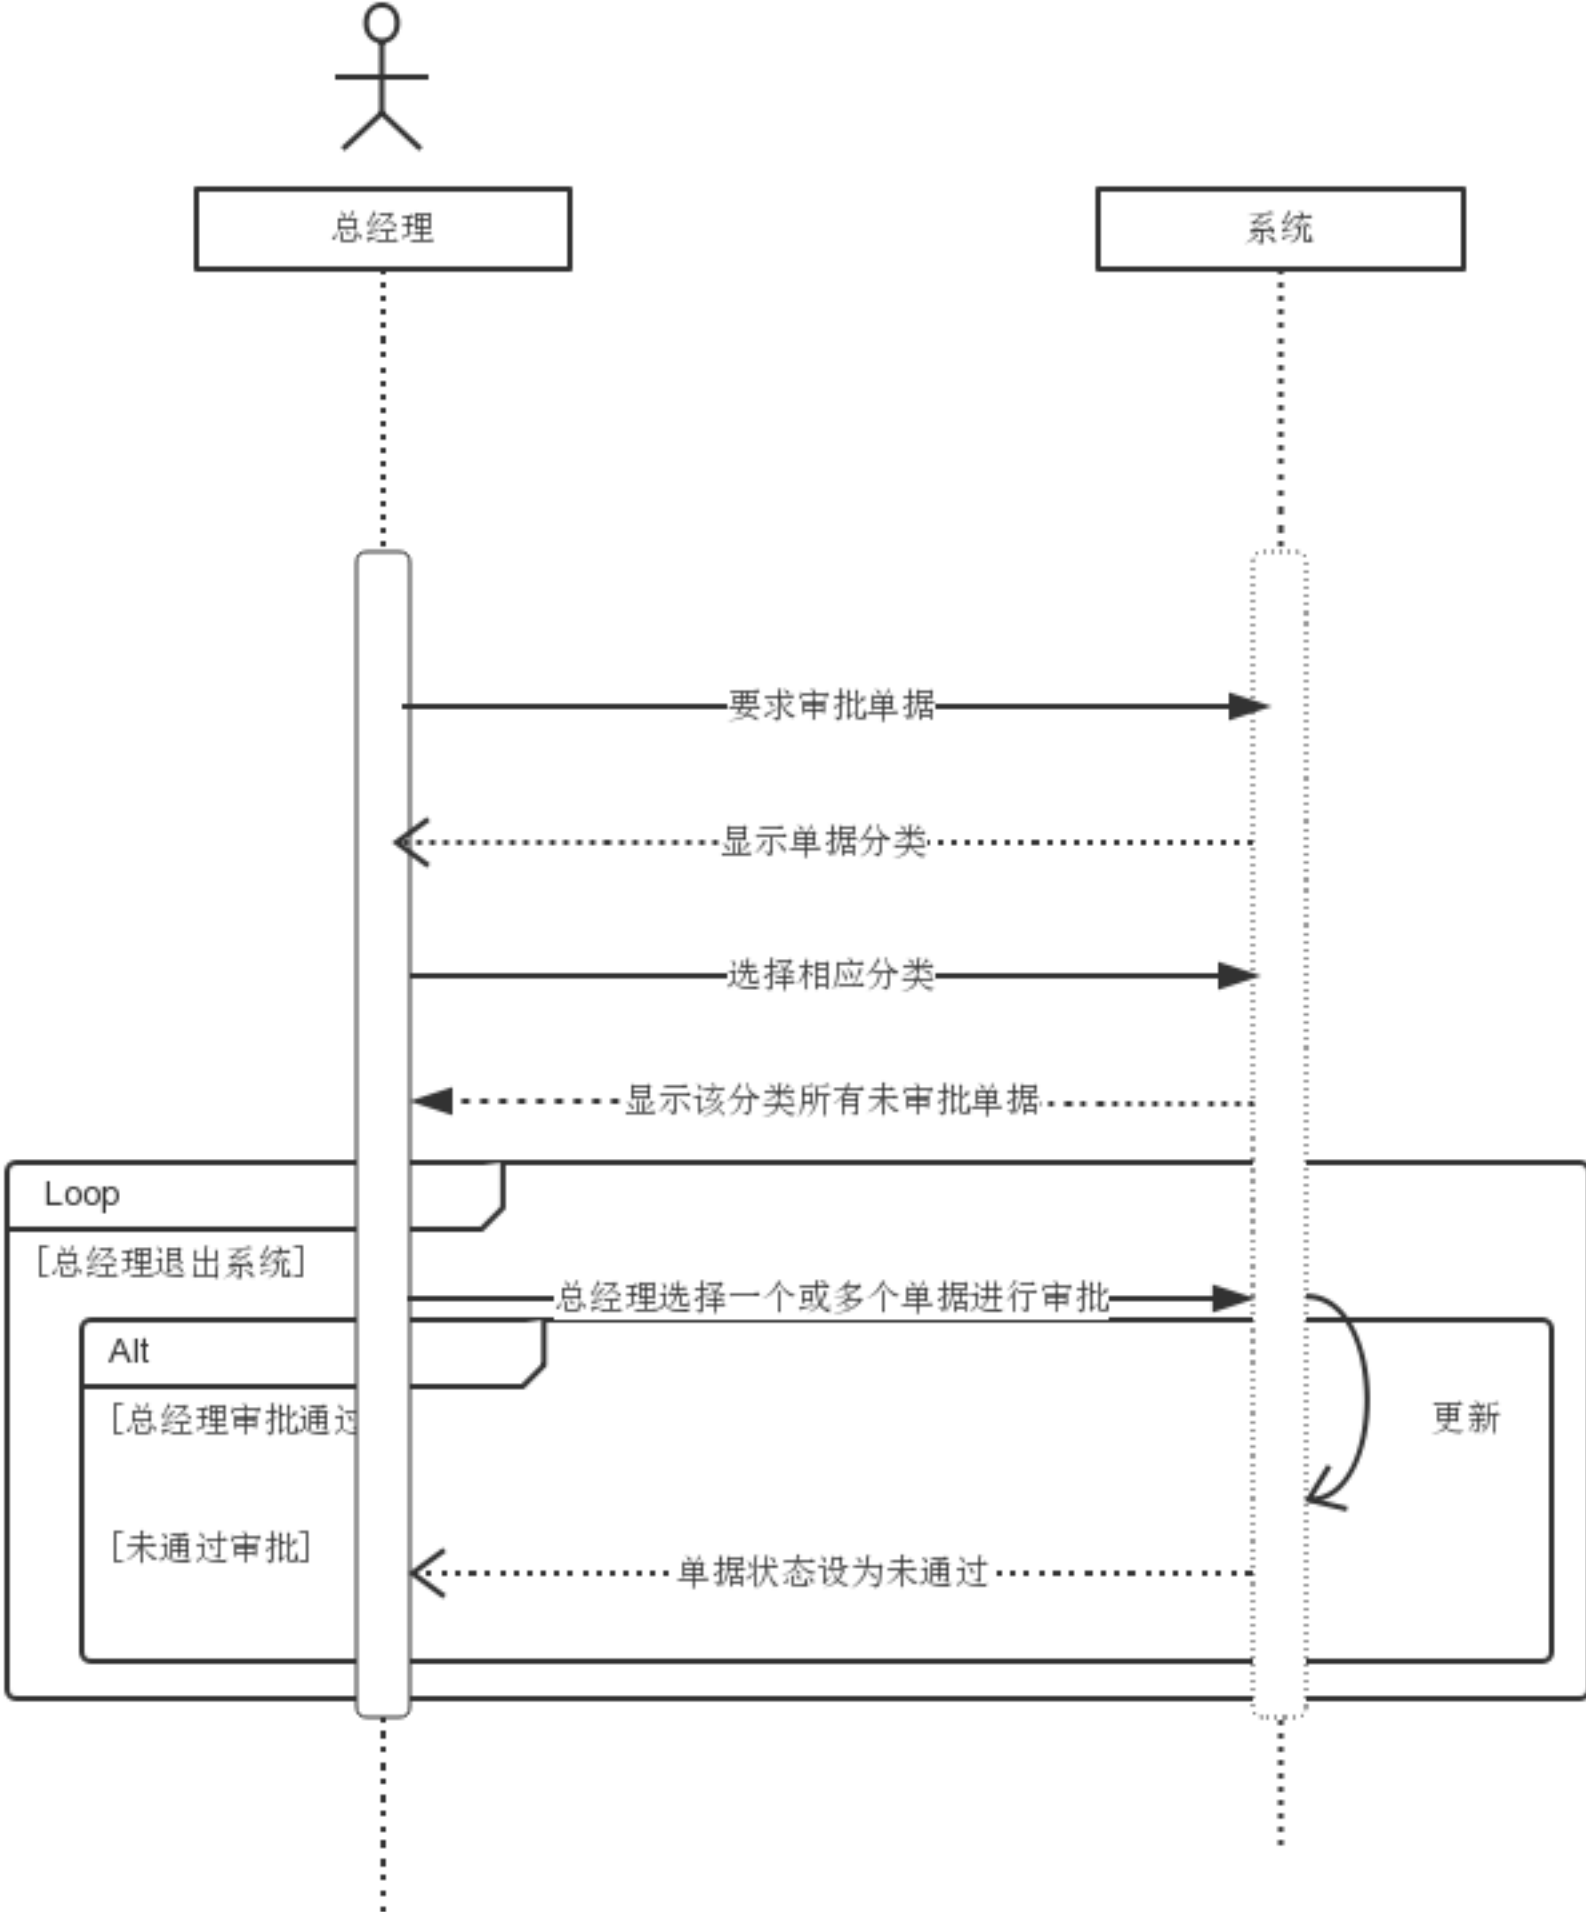 总经理
系统
要求审批单据
显示单据分类
选择相应分类
显示该分类所有未审批单据
Loop
[总经理退出系统]
总经理选择一个或多个单据进行审批
Alt
[总经理审批通过
更新
[未通过审批]
单据状态设为未通过